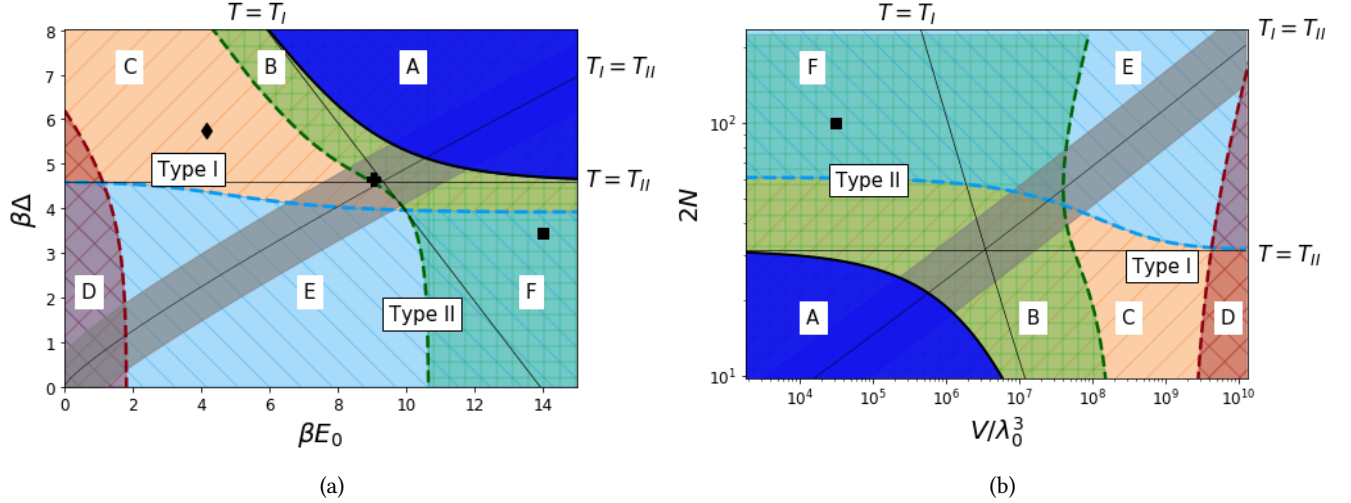 T = T_I
8
7
6
5
4
3
2
1
0
βΔ
C
B
A
Type I
D
E
Type II
F
T_I = T_II
T = T_II
0
2
4
6
8
10
12
14
βE_0
(a)
T = T_I
T_I = T_II
10^2
10^1
2N
F
E
Type II
Type I
A
B
C
D
T = T_II
10^4
10^5
10^6
10^7
10^8
10^9
10^10
V/λ_0^3
(b)